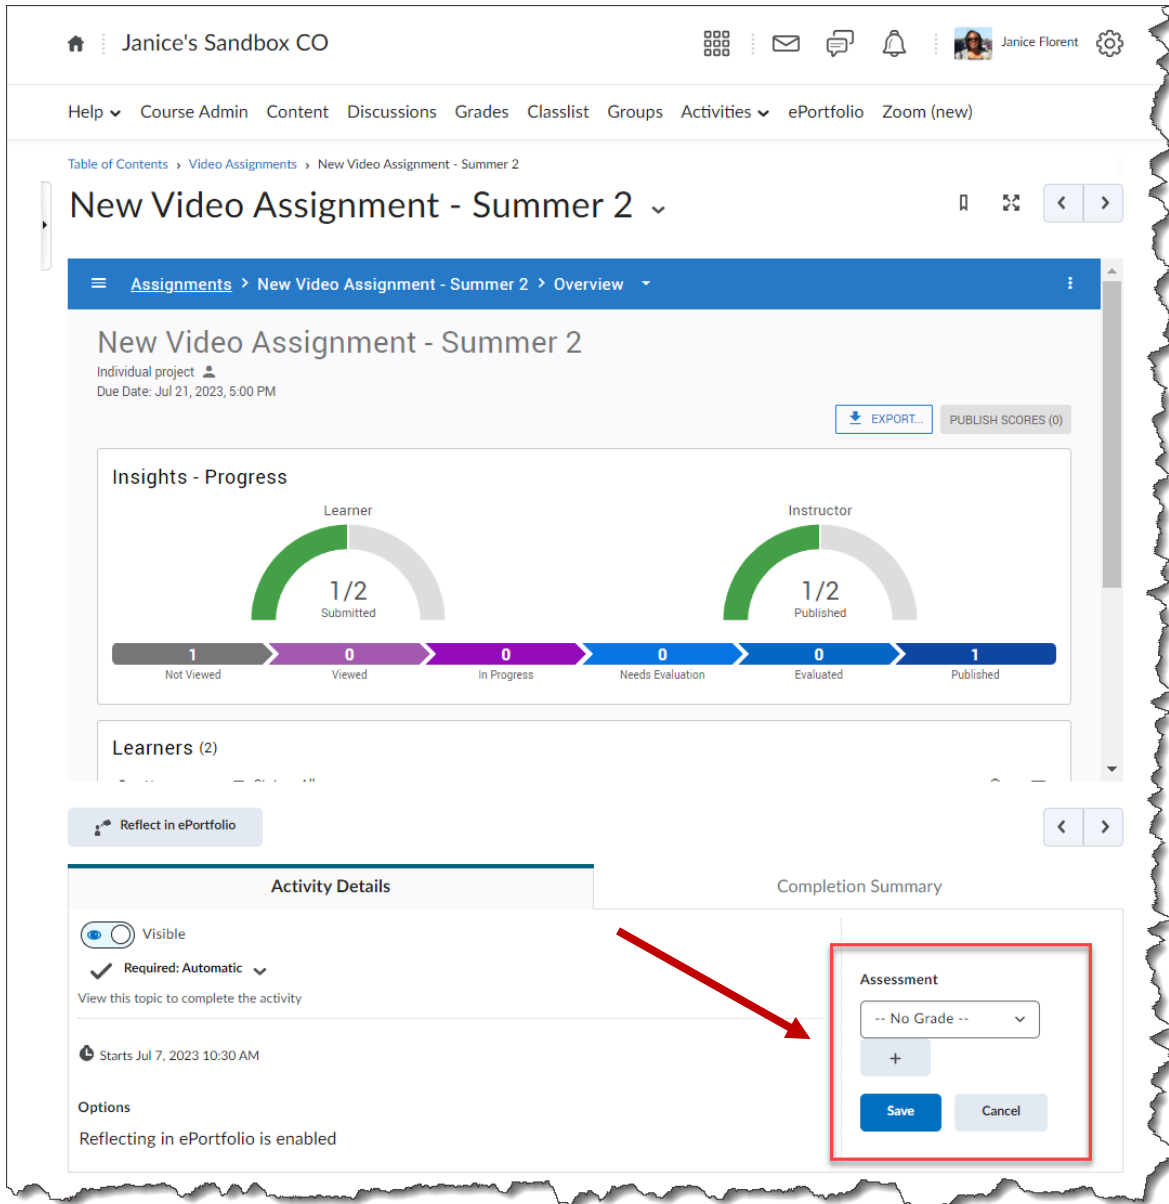 Janice's Sandbox CO
Janice Florent
Help Course Admin Content Discussions Grades Classlist Groups Activities ePortfolio Zoom (new)
Table of Contents › Video Assignments › New Video Assignment - Summer 2
New Video Assignment - Summer 2
Assignments > New Video Assignment - Summer 2 > Overview
New Video Assignment - Summer 2
Individual project
Due Date: Jul 21, 2023, 5:00 PM
EXPORT... PUBLISH SCORES (0)
Insights - Progress
Learner Instructor
1/2 1/2
Submitted Published
1 0 0 0 0 1
Not Viewed Viewed In Progress Needs Evaluation Evaluated Published
Learners (2)
Reflect in ePortfolio
Activity Details Completion Summary
Visible
Required: Automatic
View this topic to complete the activity
Starts Jul 7, 2023 10:30 AM
Options
Reflecting in ePortfolio is enabled
Assessment
-- No Grade --
+
Save Cancel